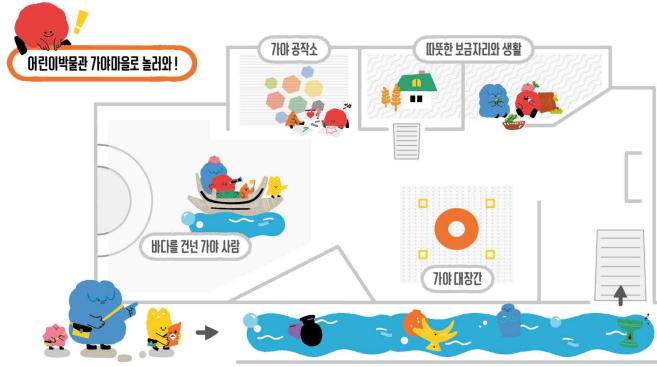 어린이박물관 가야마을로 놀러와!
가야 공작소
따뜻한 보금자리와 생활
바다를 건넌 가야 사람
가야 대장간